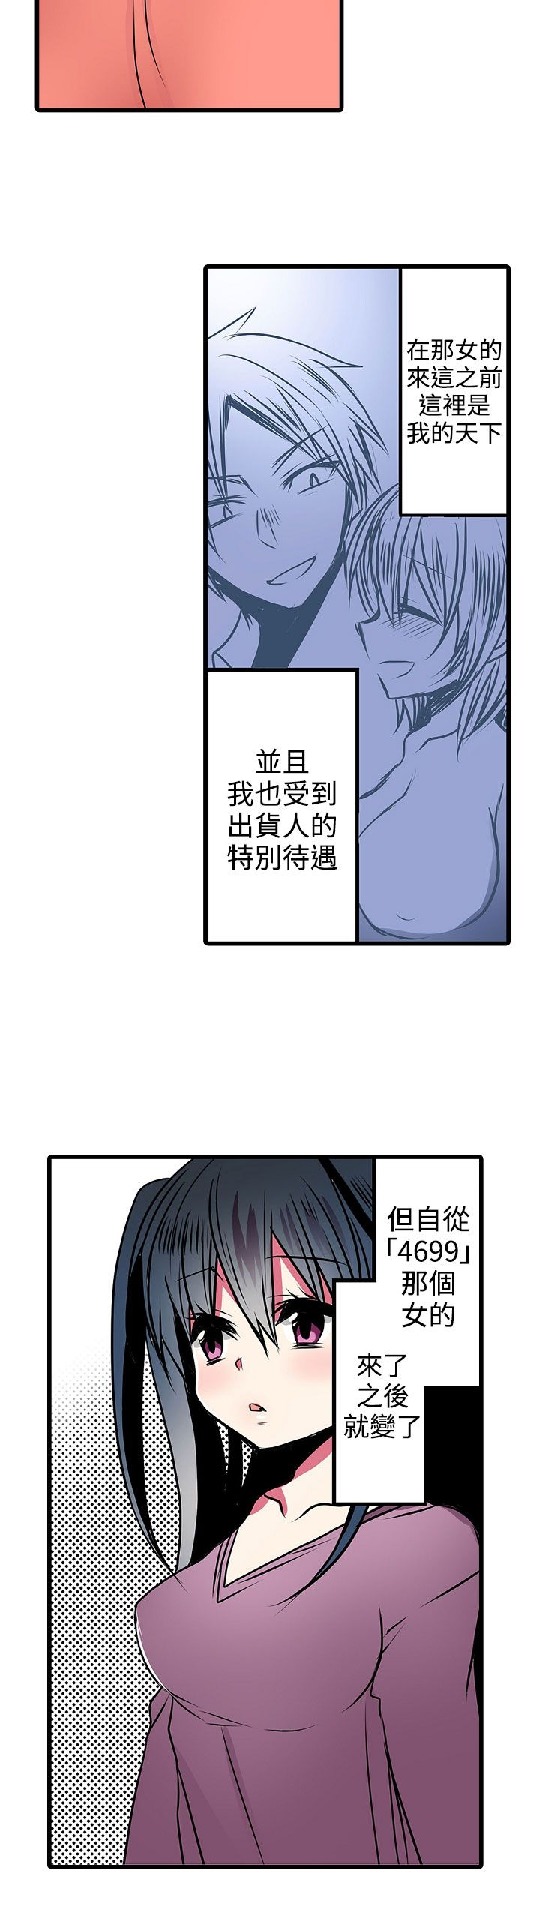 在那女的
來這之前
這裡是
我的天下
並且
我也受到
出貨人的
特別待遇
但自從
「4699」
那個
女的
來了
之後
就變了